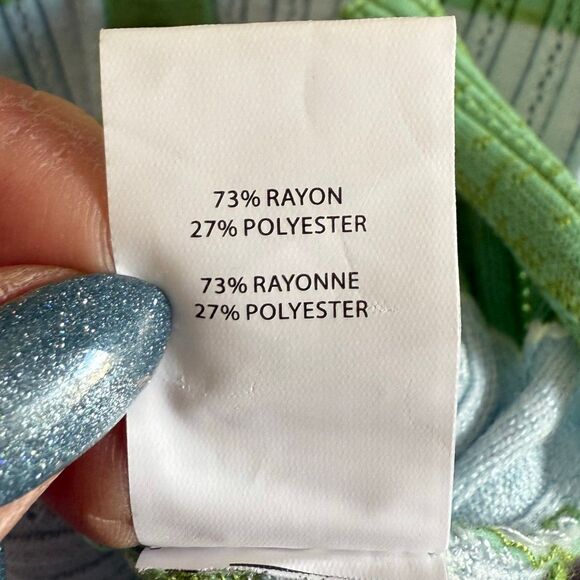 73% RAYON
27% POLYESTER
73% RAYONNE
27% POLYESTER